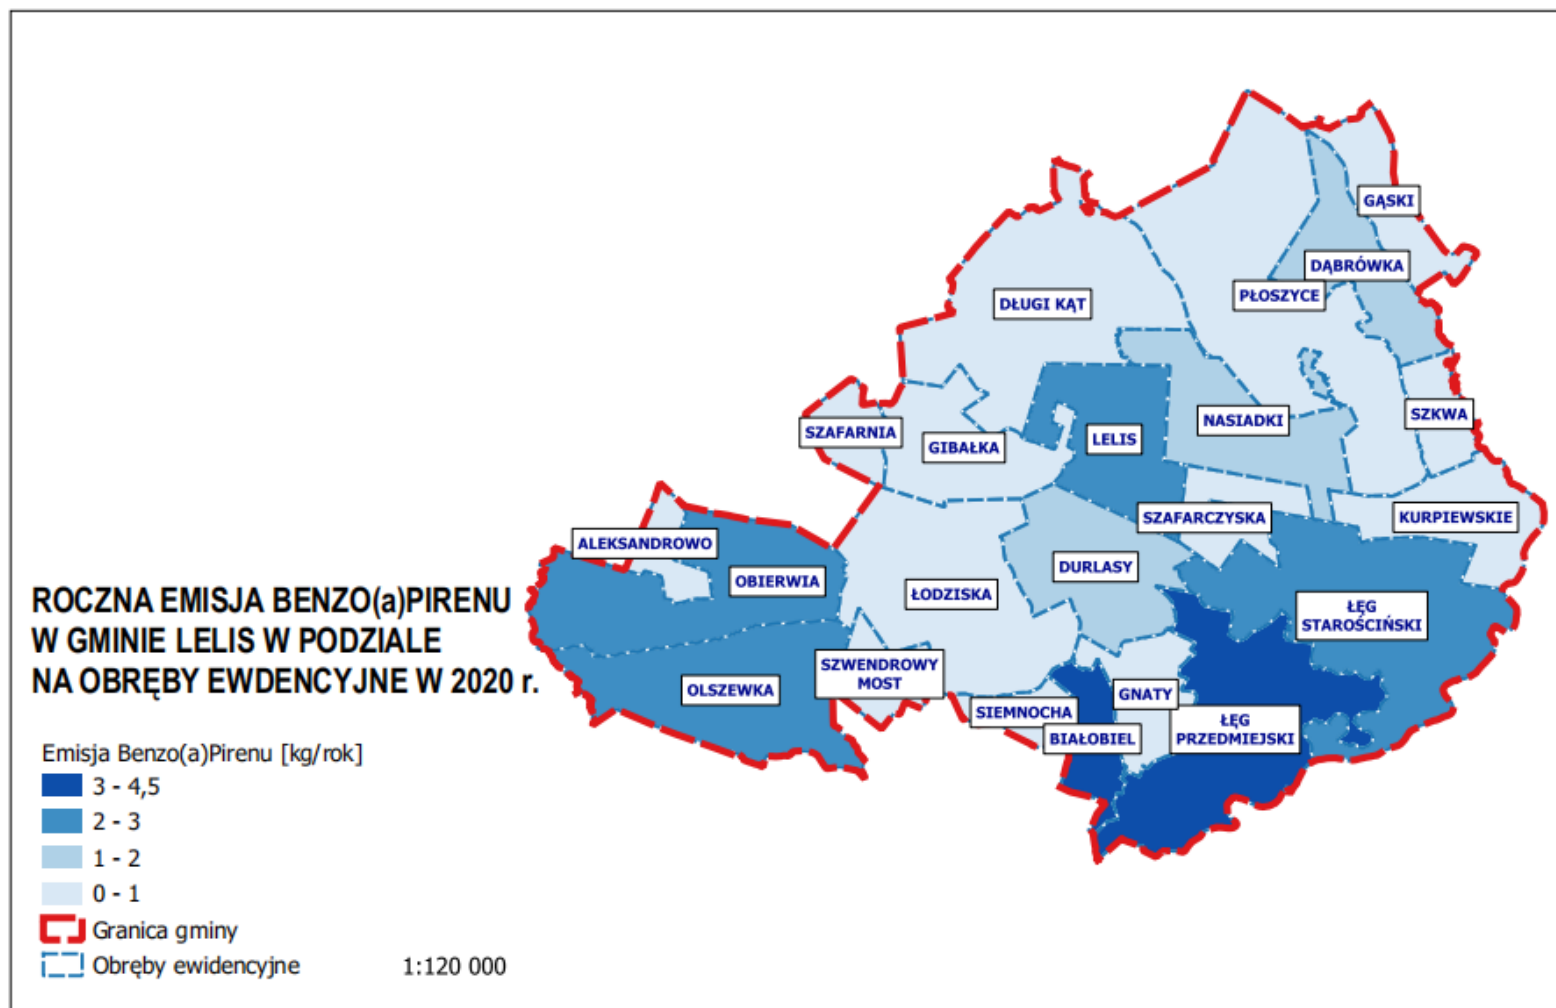 GĄSKI
DĄBRÓWKA
PŁOSZYCE
DŁUGI KĄT
SZKWA
NASIADKI
SZAFARNIA
GIBAŁKA
LELIS
SZAFARCZYSKA
KURPIEWSKIE
ALEKSANDROWO
OBIERWIA
DURLASY
ŁODZISKA
ŁĘG
STAROŚCIŃSKI
ROCZNA EMISJA BENZO(a)PIRENU
W GMINIE LELIS W PODZIALE
NA OBRĘBY EWDENCYJNE W 2020 r.
SZWENDROWY
MOST
OLSZEWKA
GNATY
SIEMNOCHA
BIAŁOBIEL
ŁĘG
PRZEDMIEJSKI
Emisja Benzo(a)Pirenu [kg/rok]
3 - 4,5
2 - 3
1 - 2
0 - 1
Granica gminy
Obręby ewidencyjne
1:120 000